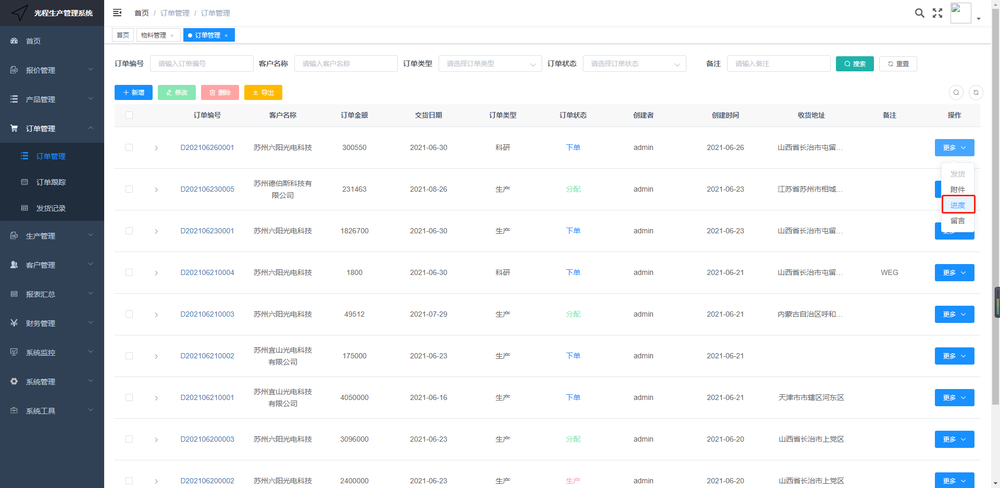 光程生产管理系统
首页 / 订单管理 / 订单管理
首页
物料管理 ×
订单管理 ×
首页
报价管理
产品管理
订单管理
订单管理
订单跟踪
发货记录
生产管理
客户管理
报表汇总
财务管理
系统监控
系统管理
系统工具
订单编号 请输入订单编号 客户名称 请输入客户名称 订单类型 请选择订单类型 订单状态 请选择订单状态 备注 请输入备注 搜索 重置
新增 修改 删除 导出
订单编号 客户名称 订单金额 交货日期 订单类型 订单状态 创建者 创建时间 收货地址 备注 操作
D202106260001 苏州六阳光电科技 300550 2021-06-30 科研 下单 admin 2021-06-26 山西省长治市屯留... 更多
发货
附件
进度
留言
D202106230005 苏州德伯斯科技有限公司 231463 2021-08-26 生产 分配 admin 2021-06-23 江苏省苏州市相城...
D202106230001 苏州六阳光电科技 1826700 2021-06-30 生产 下单 admin 2021-06-23 山西省长治市屯留...
D202106210004 苏州六阳光电科技 1800 2021-06-30 科研 下单 admin 2021-06-21 山西省长治市屯留... WEG 更多
D202106210003 苏州六阳光电科技 49512 2021-07-29 生产 分配 admin 2021-06-21 内蒙古自治区呼和... 更多
D202106210002 苏州宜山光电科技有限公司 175000 2021-06-23 生产 下单 admin 2021-06-21 更多
D202106210001 苏州宜山光电科技有限公司 4050000 2021-06-16 生产 下单 admin 2021-06-21 天津市市辖区河东区 更多
D202106200003 苏州六阳光电科技 3096000 2021-06-23 生产 分配 admin 2021-06-20 山西省长治市上党区 更多
D202106200002 苏州六阳光电科技 2400000 2021-06-23 生产 生产 admin 2021-06-20 山西省长治市上党区 更多